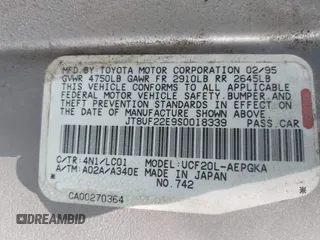 MFD.BY TOYOTA MOTOR CORPORATION 02/95
GVWR 4750LB GAWR FR 2910LB RR 2645LB
THIS VEHICLE CONFORMS TO ALL APPLICABLE
FEDERAL MOTOR VEHICLE SAFETY,BUMPER,AND
THEFT PREVENTION STANDARDS IN EFFECT ON
THE DATE OF MANUFACTURE SHOWN ABOVE.
JT8UF22E9S0018339 PASS.CAR
C/TR: 4N1/LC01 MODEL:UCF20L-AEPGKA
A/TM: A02A/A340E MADE IN JAPAN
NO.742
CA00270364